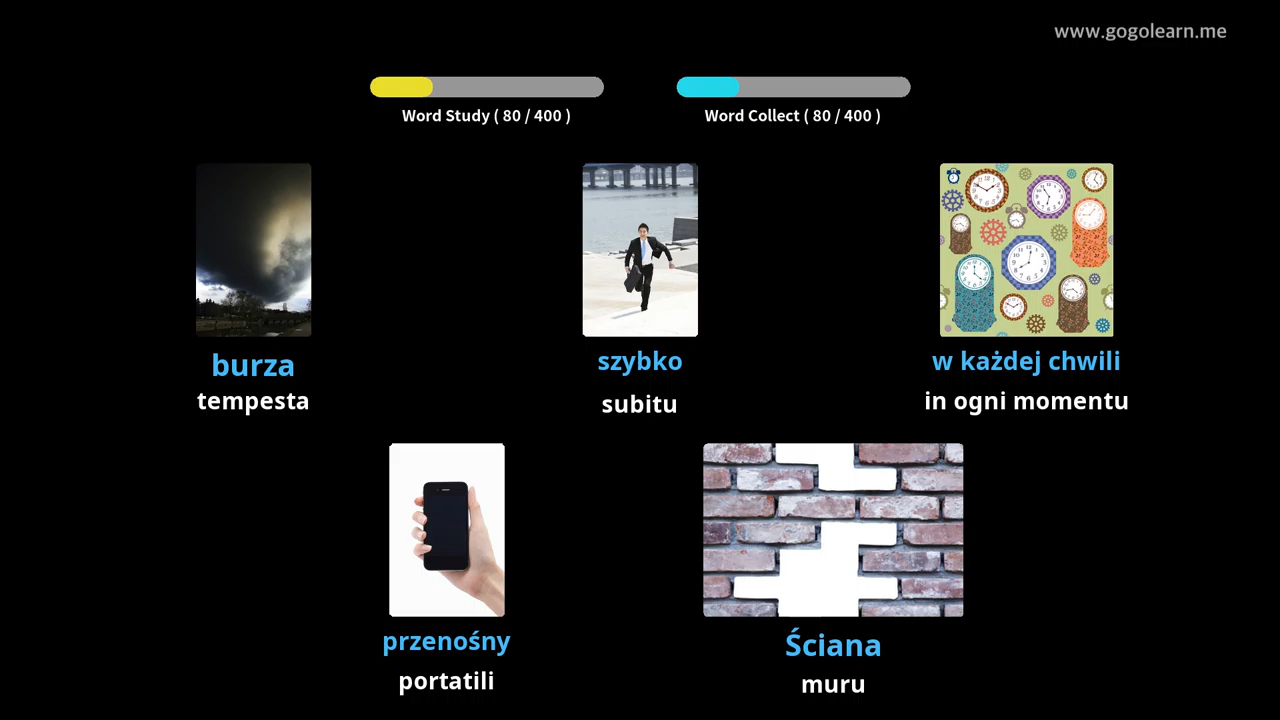 www.gogolearn.me
Word Study ( 80 / 400 )
Word Collect ( 80 / 400 )
burza
tempesta
szybko
subitu
w każdej chwili
in ogni momentu
przenośny
portatili
Ściana
muru